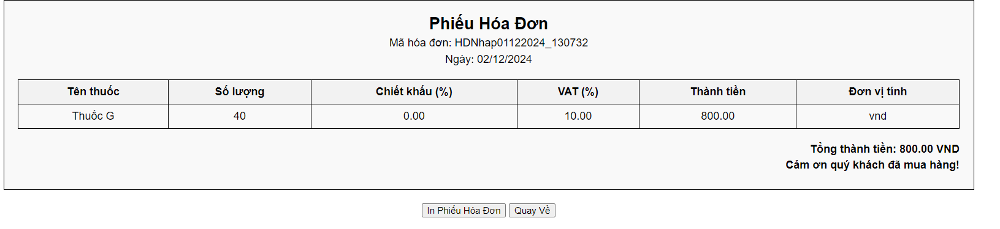 Phiếu Hóa Đơn
Mã hóa đơn: HDNhap01122024_130732
Ngày: 02/12/2024
Tên thuốc Số lượng Chiết khấu (%) VAT (%) Thành tiền Đơn vị tính
Thuốc G 40 0.00 10.00 800.00 vnd
Tổng thành tiền: 800.00 VND
Cảm ơn quý khách đã mua hàng!
In Phiếu Hóa Đơn Quay Về